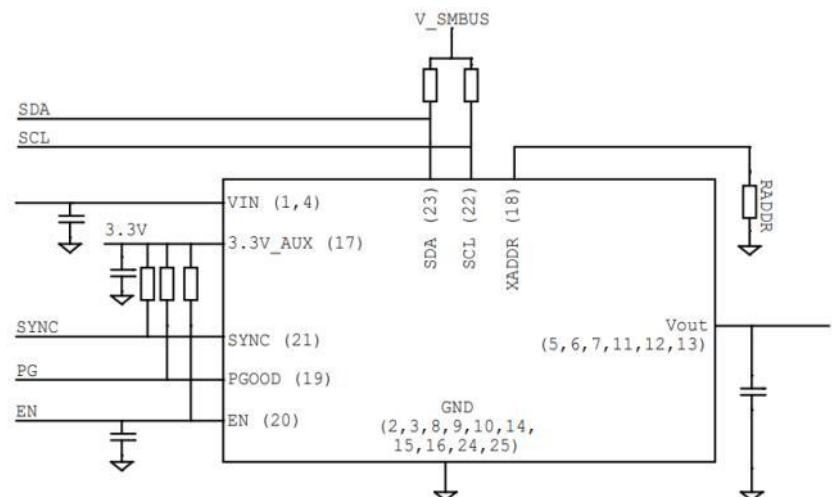 V_SMBUS
SDA
SCL
VIN (1,4)
3.3V
3.3V_AUX (17)
SDA (23)
SCL (22)
XADDR (18)
RADDR
SYNC
SYNC (21)
Vout
(5,6,7,11,12,13)
PG
PGOOD (19)
EN
EN (20)
GND
(2,3,8,9,10,14,
15,16,24,25)